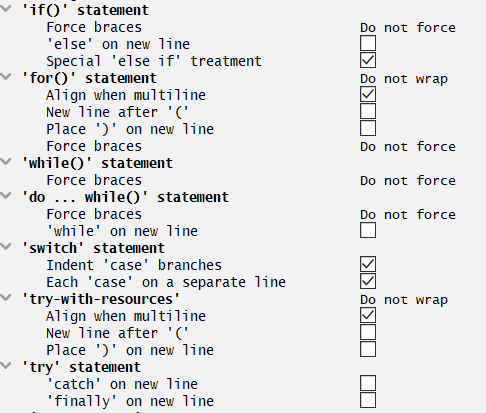 'if()' statement
Force braces Do not force
'else' on new line
Special 'else if' treatment
'for()' statement Do not wrap
Align when multiline
New line after '('
Place ')' on new line
Force braces Do not force
'while()' statement
Force braces Do not force
'do ... while()' statement
Force braces Do not force
'while' on new line
'switch' statement
Indent 'case' branches
Each 'case' on a separate line
'try-with-resources' Do not wrap
Align when multiline
New line after '('
Place ')' on new line
'try' statement
'catch' on new line
'finally' on new line